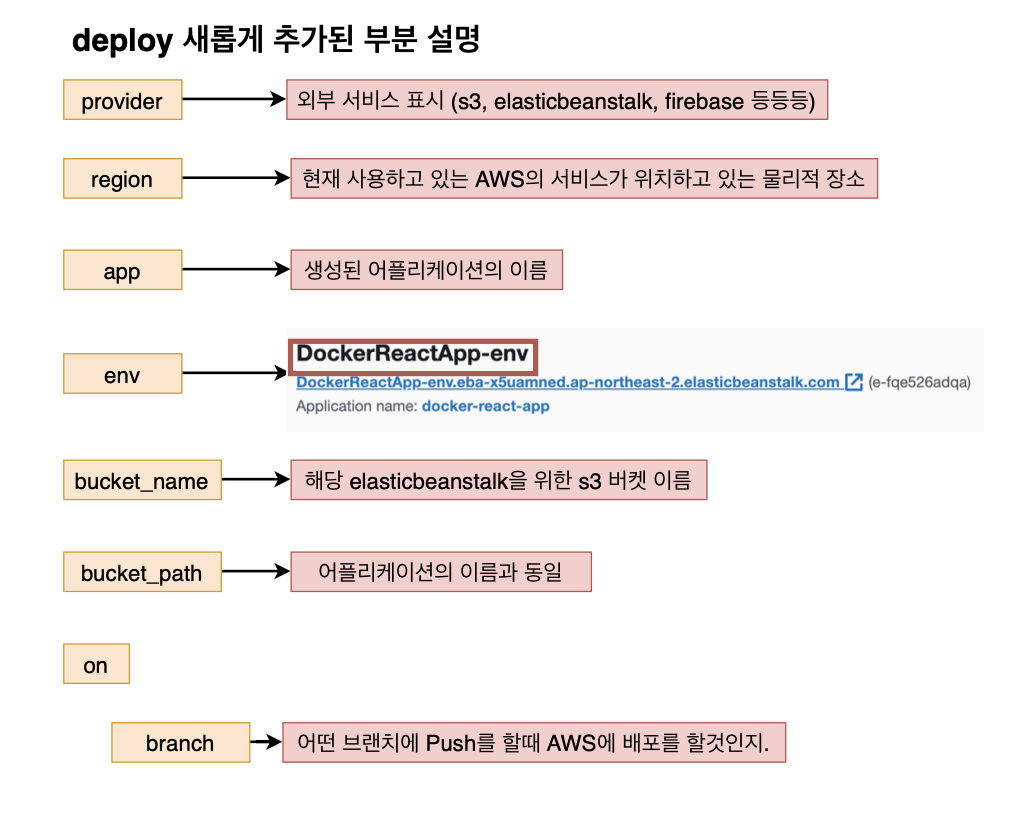 deploy 새롭게 추가된 부분 설명
provider
외부 서비스 표시 (s3, elasticbeanstalk, firebase 등등등)
region
현재 사용하고 있는 AWS의 서비스가 위치하고 있는 물리적 장소
app
생성된 어플리케이션의 이름
env
DockerReactApp-env
DockerReactApp-env.eba-x5uamned.ap-northeast-2.elasticbeanstalk.com (e-fqe526adqa)
Application name: docker-react-app
bucket_name
해당 elasticbeanstalk을 위한 s3 버켓 이름
bucket_path
어플리케이션의 이름과 동일
on
branch
어떤 브랜치에 Push를 할때 AWS에 배포를 할것인지.